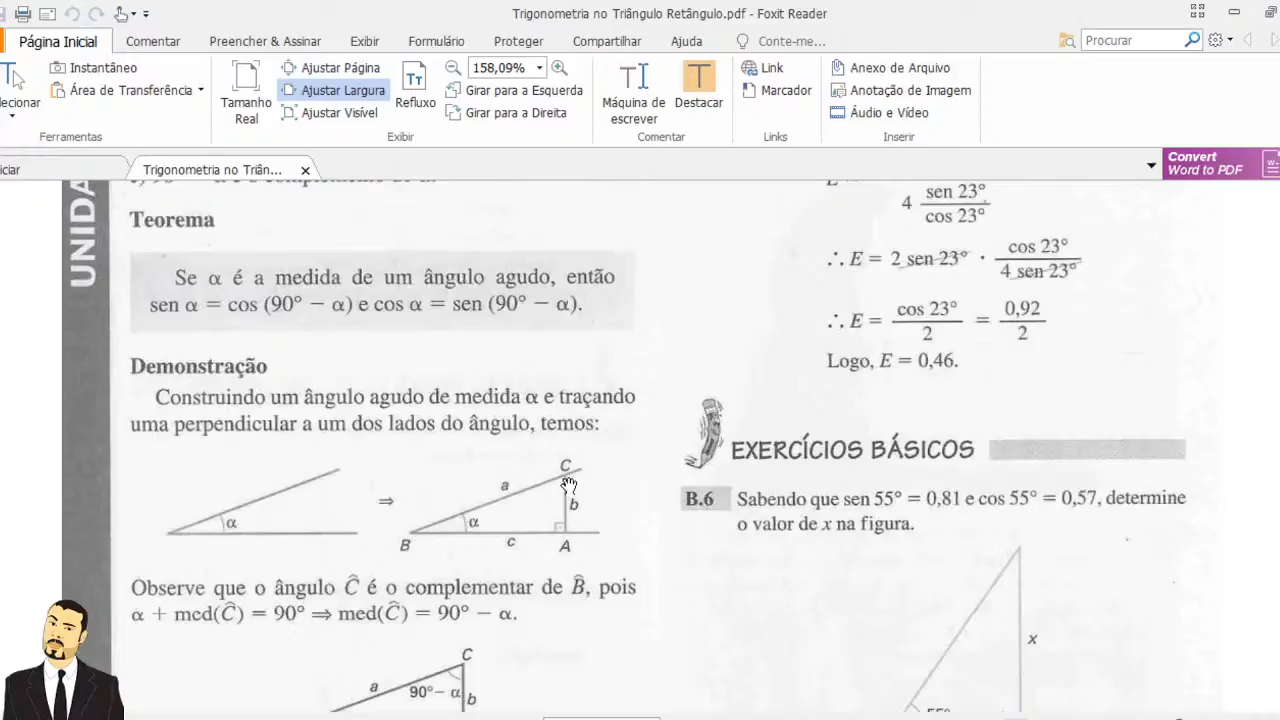 Trigonometria no Triângulo Retângulo.pdf - Foxit Reader
Página Inicial
Comentar
Preencher & Assinar
Exibir
Formulário
Proteger
Compartilhar
Ajuda
Conte-me...
Procurar
Instantâneo
Área de Transferência
Ferramentas
Tamanho
Real
Ajustar Página
Ajustar Largura
Ajustar Visível
Refluxo
158,09%
Girar para a Esquerda
Girar para a Direita
Exibir
Máquina de
escrever
Destacar
Comentar
Link
Marcador
Links
Anexo de Arquivo
Anotação de Imagem
Áudio e Vídeo
Inserir
Trigonometria no Triân...
Convert
Word to PDF
UNIDA
Teorema
Se α é a medida de um ângulo agudo, então
sen α = cos (90° − α) e cos α = sen (90° − α).
Demonstração
Construindo um ângulo agudo de medida α e traçando
uma perpendicular a um dos lados do ângulo, temos:
α
⇒
C
a
b
α
B
c
A
Observe que o ângulo Ĉ é o complementar de B̂, pois
α + med(Ĉ) = 90° ⇒ med(Ĉ) = 90° − α.
C
a
90° − α
b
4 sen 23°
cos 23°
∴ E = 2 sen 23° · cos 23°
4 sen 23°
∴ E = cos 23° = 0,92
2 2
Logo, E = 0,46.
EXERCÍCIOS BÁSICOS
B.6 Sabendo que sen 55° = 0,81 e cos 55° = 0,57, determine
o valor de x na figura.
x